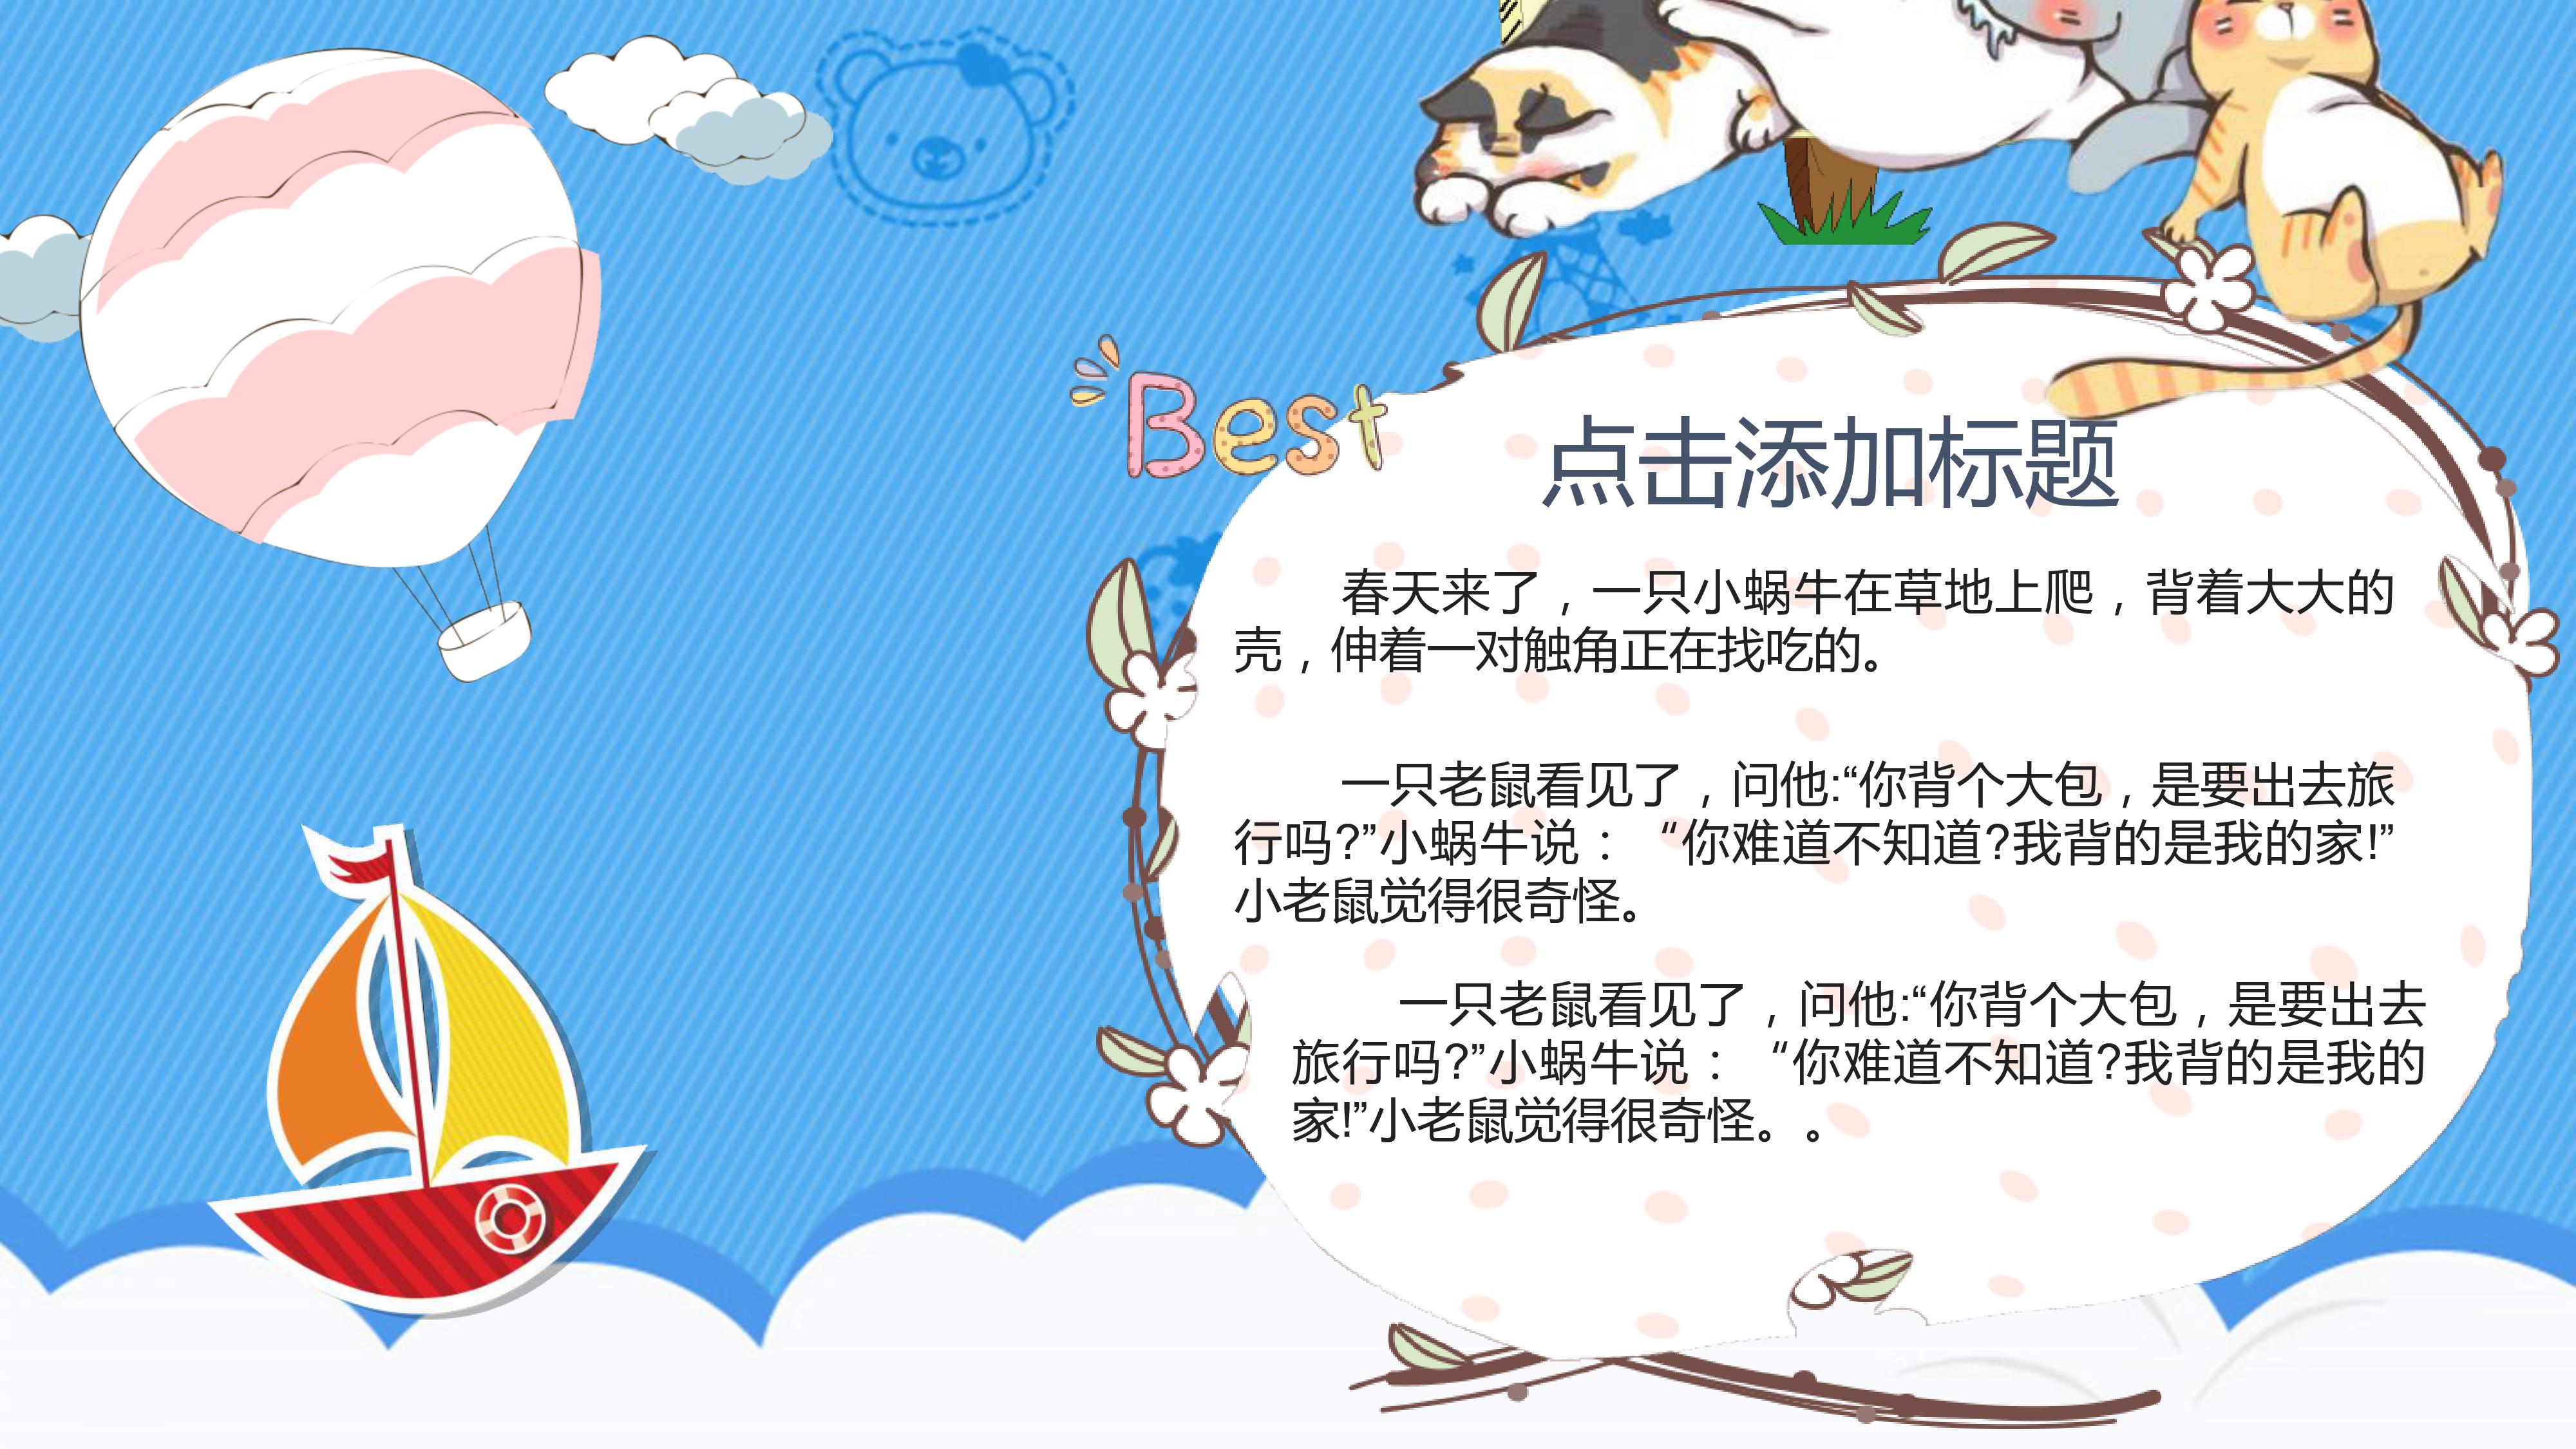 Best
点击添加标题
春天来了，一只小蜗牛在草地上爬，背着大大的
壳，伸着一对触角正在找吃的。
一只老鼠看见了，问他:“你背个大包，是要出去旅
行吗?”小蜗牛说：“你难道不知道?我背的是我的家!”
小老鼠觉得很奇怪。
一只老鼠看见了，问他:“你背个大包，是要出去
旅行吗?”小蜗牛说：“你难道不知道?我背的是我的
家!”小老鼠觉得很奇怪。。